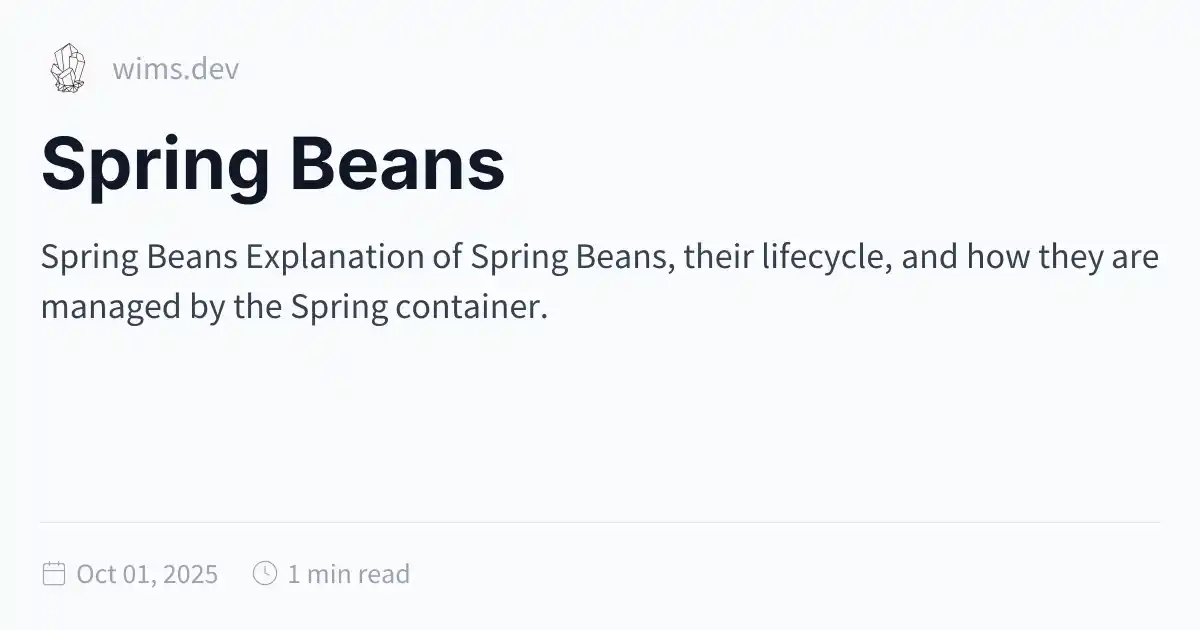 wims.dev
Spring Beans
Spring Beans Explanation of Spring Beans, their lifecycle, and how they are
managed by the Spring container.
Oct 01, 2025 1 min read